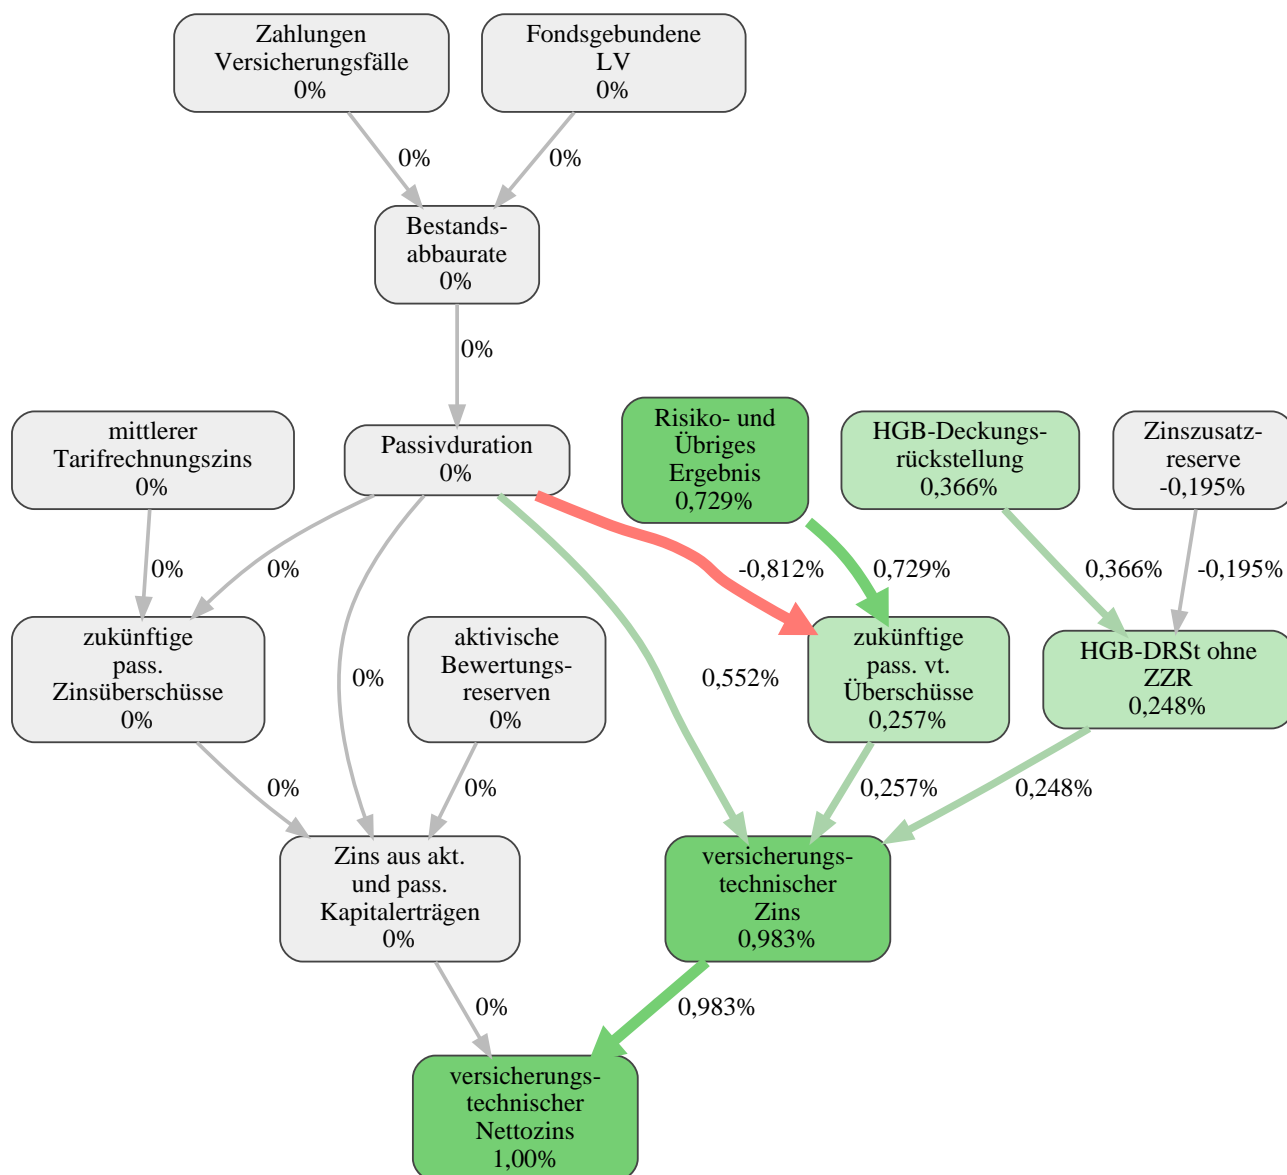 Zahlungen
Versicherungsfälle
0%
Fondsgebundene
LV
0%
0%
0%
Bestands-
abbaurate
0%
0%
mittlerer
Tarifrechnungszins
0%
Passivduration
0%
Risiko- und
Übriges
Ergebnis
0,729%
HGB-Deckungs-
rückstellung
0,366%
Zinszusatz-
reserve
-0,195%
0%
0%
-0,812%
0,729%
0,366%
-0,195%
zukünftige
pass.
Zinsüberschüsse
0%
0%
aktivische
Bewertungs-
reserven
0%
0,552%
zukünftige
pass. vt.
Überschüsse
0,257%
HGB-DRSt ohne
ZZR
0,248%
0%
0%
0,257%
0,248%
Zins aus akt.
und pass.
Kapitalerträgen
0%
versicherungs-
technischer
Zins
0,983%
0%
0,983%
versicherungs-
technischer
Nettozins
1,00%